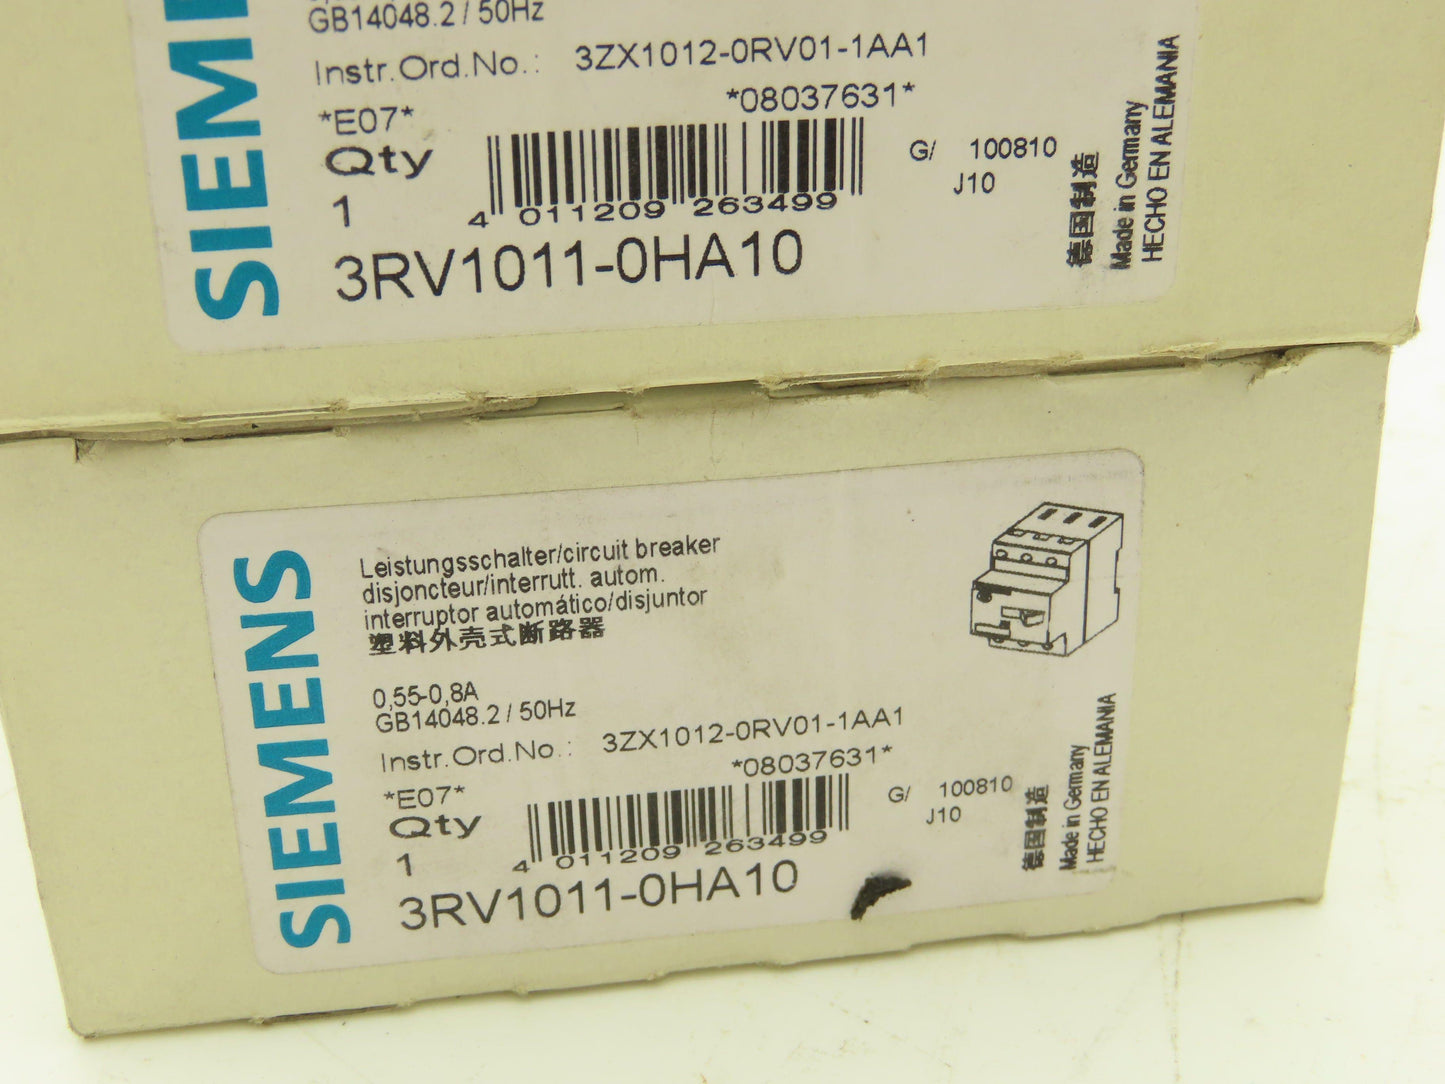 SIEM
GB14048.2 / 50Hz
Instr.Ord.No.: 3ZX1012-0RV01-1AA1
*E07* *08037631*
Qty
1
4 011209 263499
G/ 100810
J10
3RV1011-0HA10
德国制造
Made in Germany
HECHO EN ALEMANIA
SIEMENS
Leistungsschalter/circuit breaker
disjoncteur/interrutt. autom.
interruptor automático/disjuntor
塑料外壳式断路器
0,55-0,8A
GB14048.2 / 50Hz
Instr.Ord.No.: 3ZX1012-0RV01-1AA1
*E07* *08037631*
Qty
1
4 011209 263499
G/ 100810
J10
3RV1011-0HA10
德国制造
Made in Germany
HECHO EN ALEMANIA